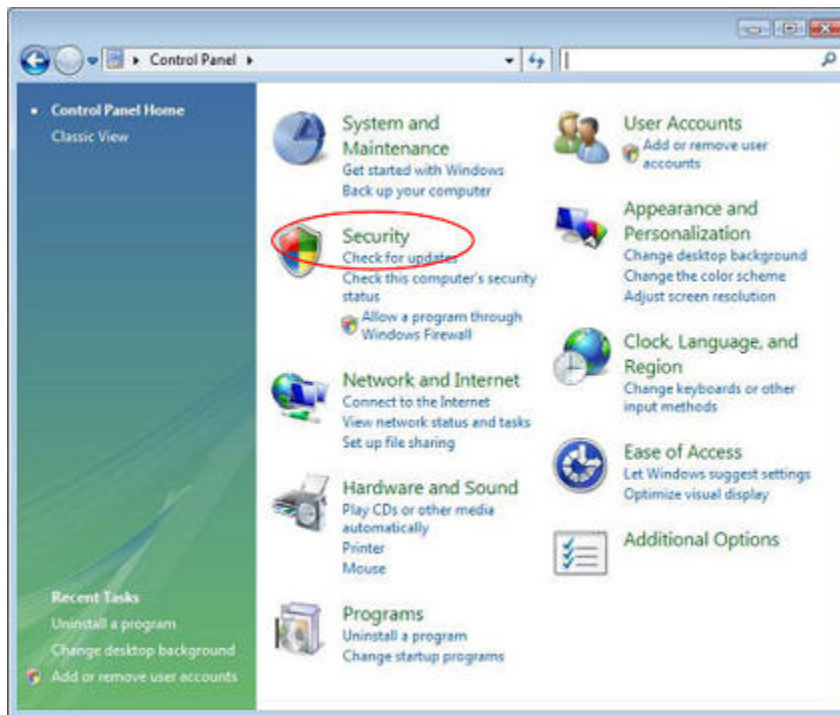 Control Panel
Control Panel Home
Classic View
System and
Maintenance
Get started with Windows
Back up your computer
Security
Check for updates
Check this computer's security
status
Allow a program through
Windows Firewall
Network and Internet
Connect to the Internet
View network status and tasks
Set up file sharing
Hardware and Sound
Play CDs or other media
automatically
Printer
Mouse
Programs
Uninstall a program
Change startup programs
User Accounts
Add or remove user
accounts
Appearance and
Personalization
Change desktop background
Change the color scheme
Adjust screen resolution
Clock, Language, and
Region
Change keyboards or other
input methods
Ease of Access
Let Windows suggest settings
Optimize visual display
Additional Options
Recent Tasks
Uninstall a program
Change desktop background
Add or remove user accounts